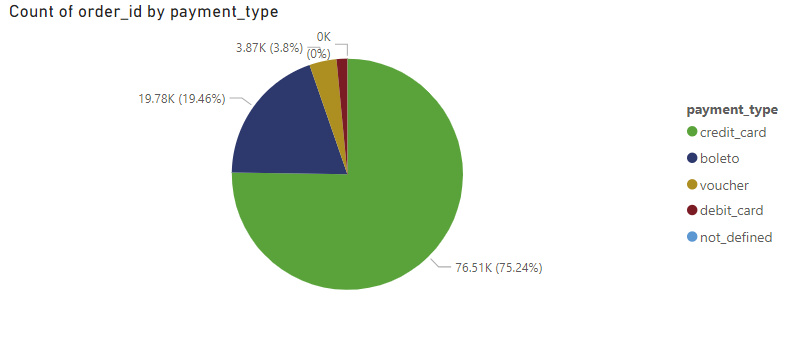 Count of order_id by payment_type
0K
(0%)
3.87K (3.8%)
19.78K (19.46%)
76.51K (75.24%)
payment_type
credit_card
boleto
voucher
debit_card
not_defined